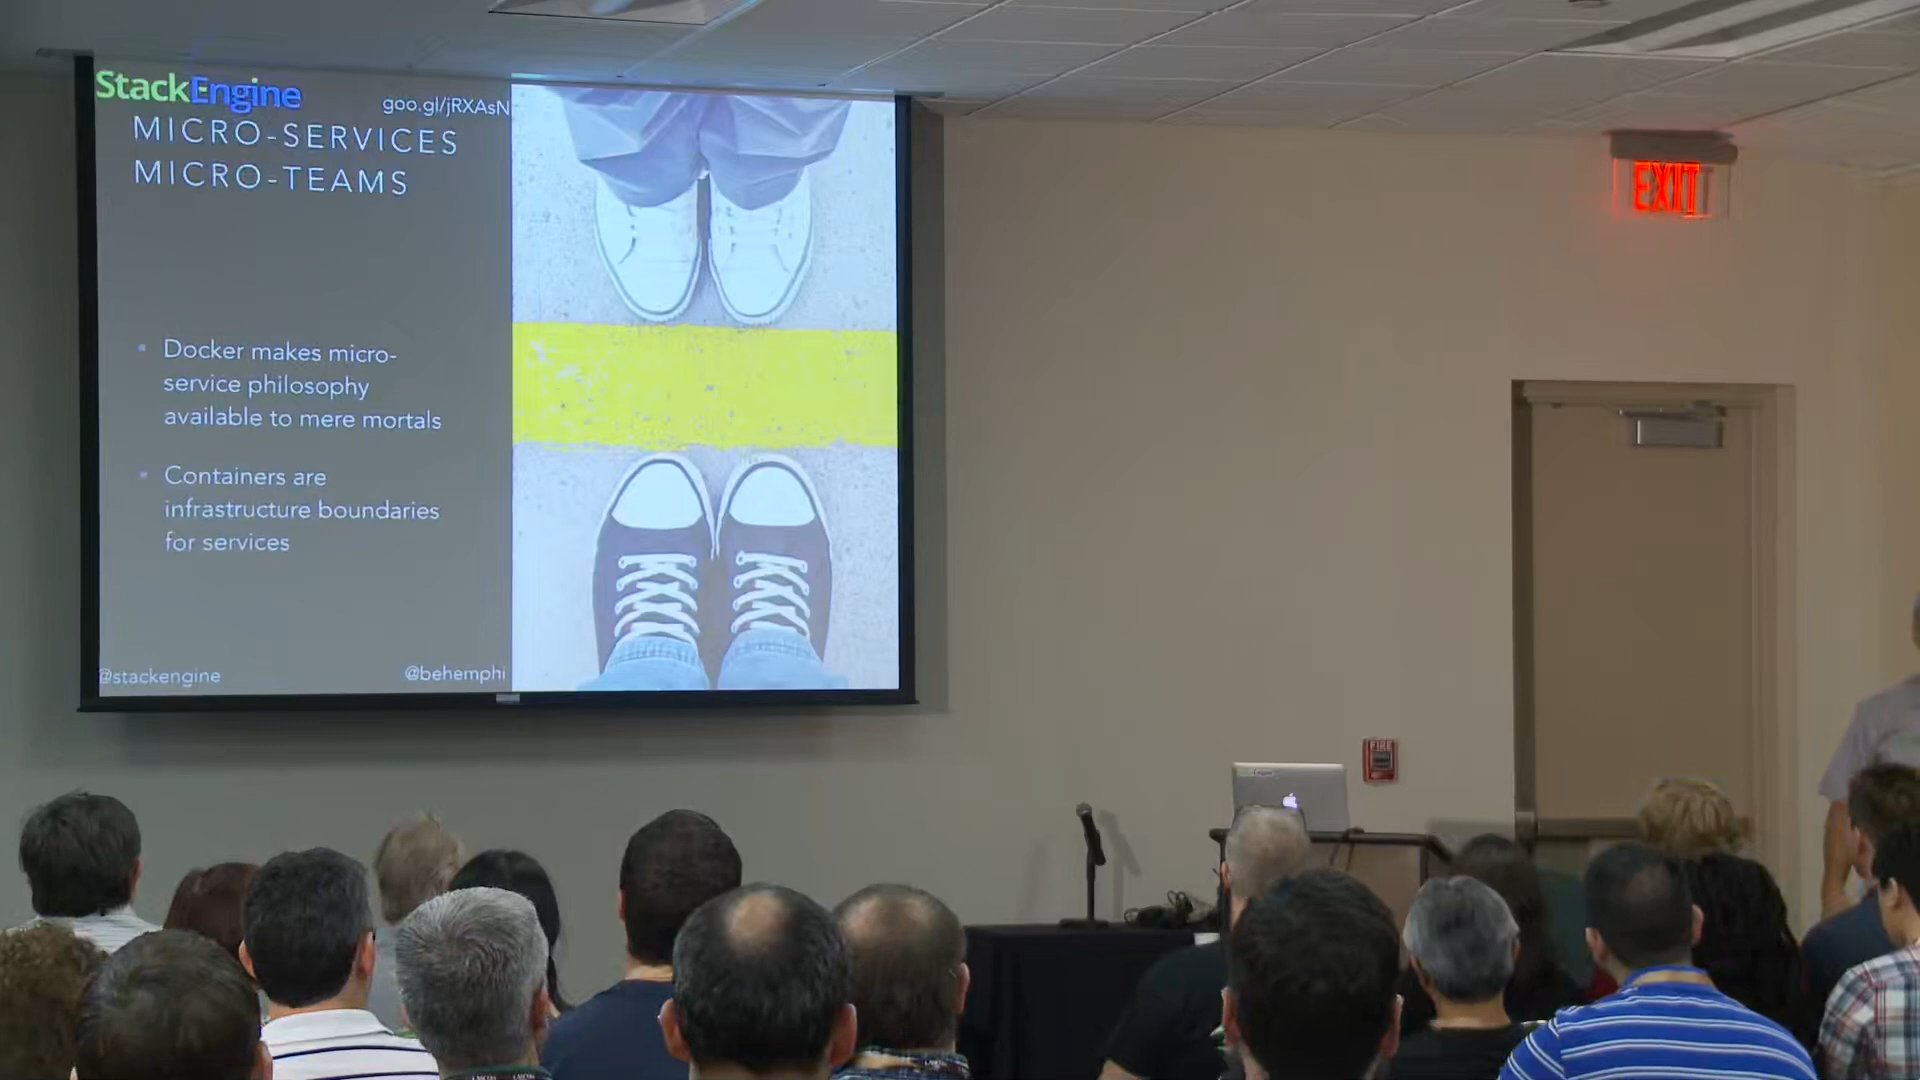 StackEngine
goo.gl/jRXAsN
MICRO-SERVICES
MICRO-TEAMS
Docker makes micro-
service philosophy
available to mere mortals
Containers are
infrastructure boundaries
for services
@stackengine
@behemphi
EXIT
FIRE